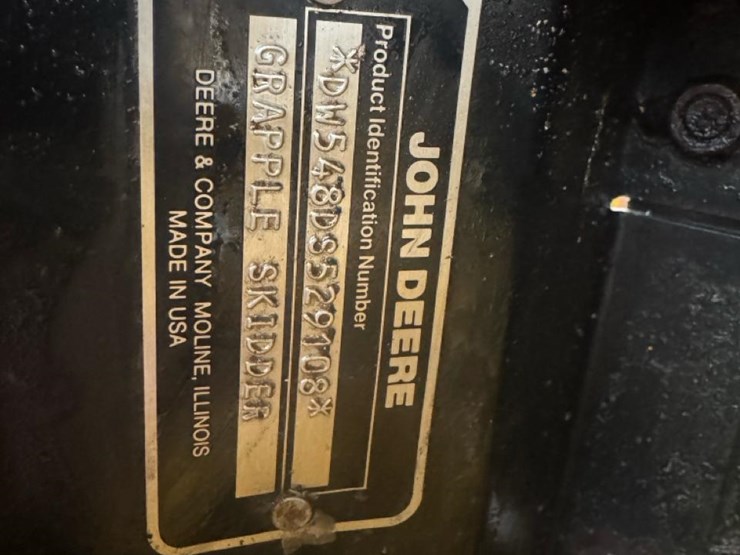 JOHN DEERE
Product Identification Number
*DW548DS529108*
GRAPPLE SKIDDER
DEERE & COMPANY MOLINE, ILLINOIS
MADE IN USA